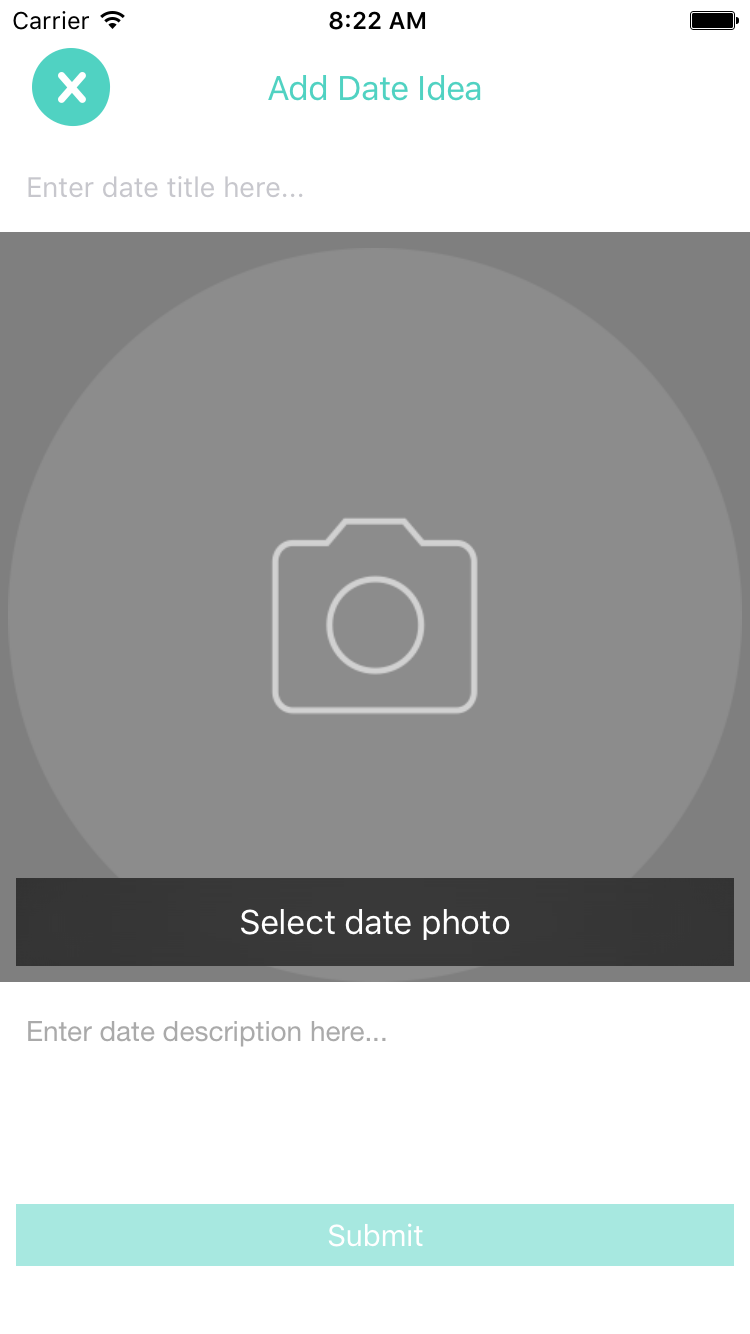 Carrier 8:22 AM
Add Date Idea
Enter date title here...
Select date photo
Enter date description here...
Submit